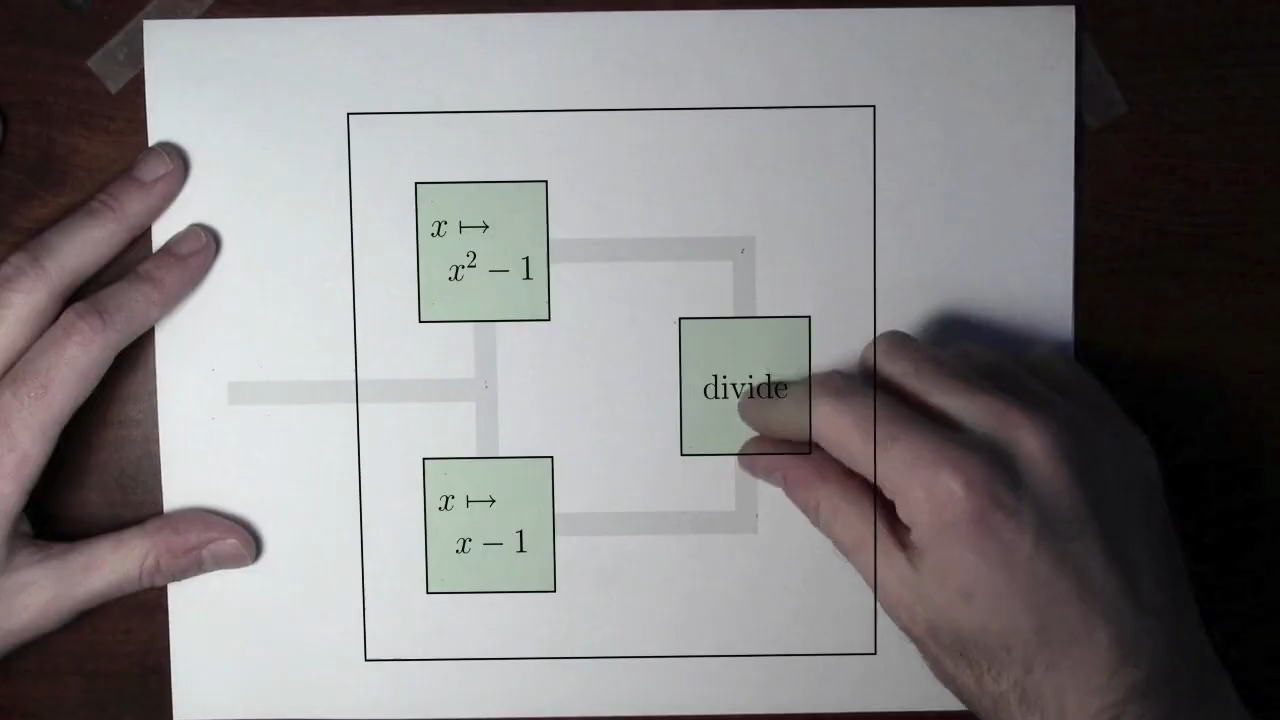 x ↦
x² − 1
divide
x ↦
x − 1